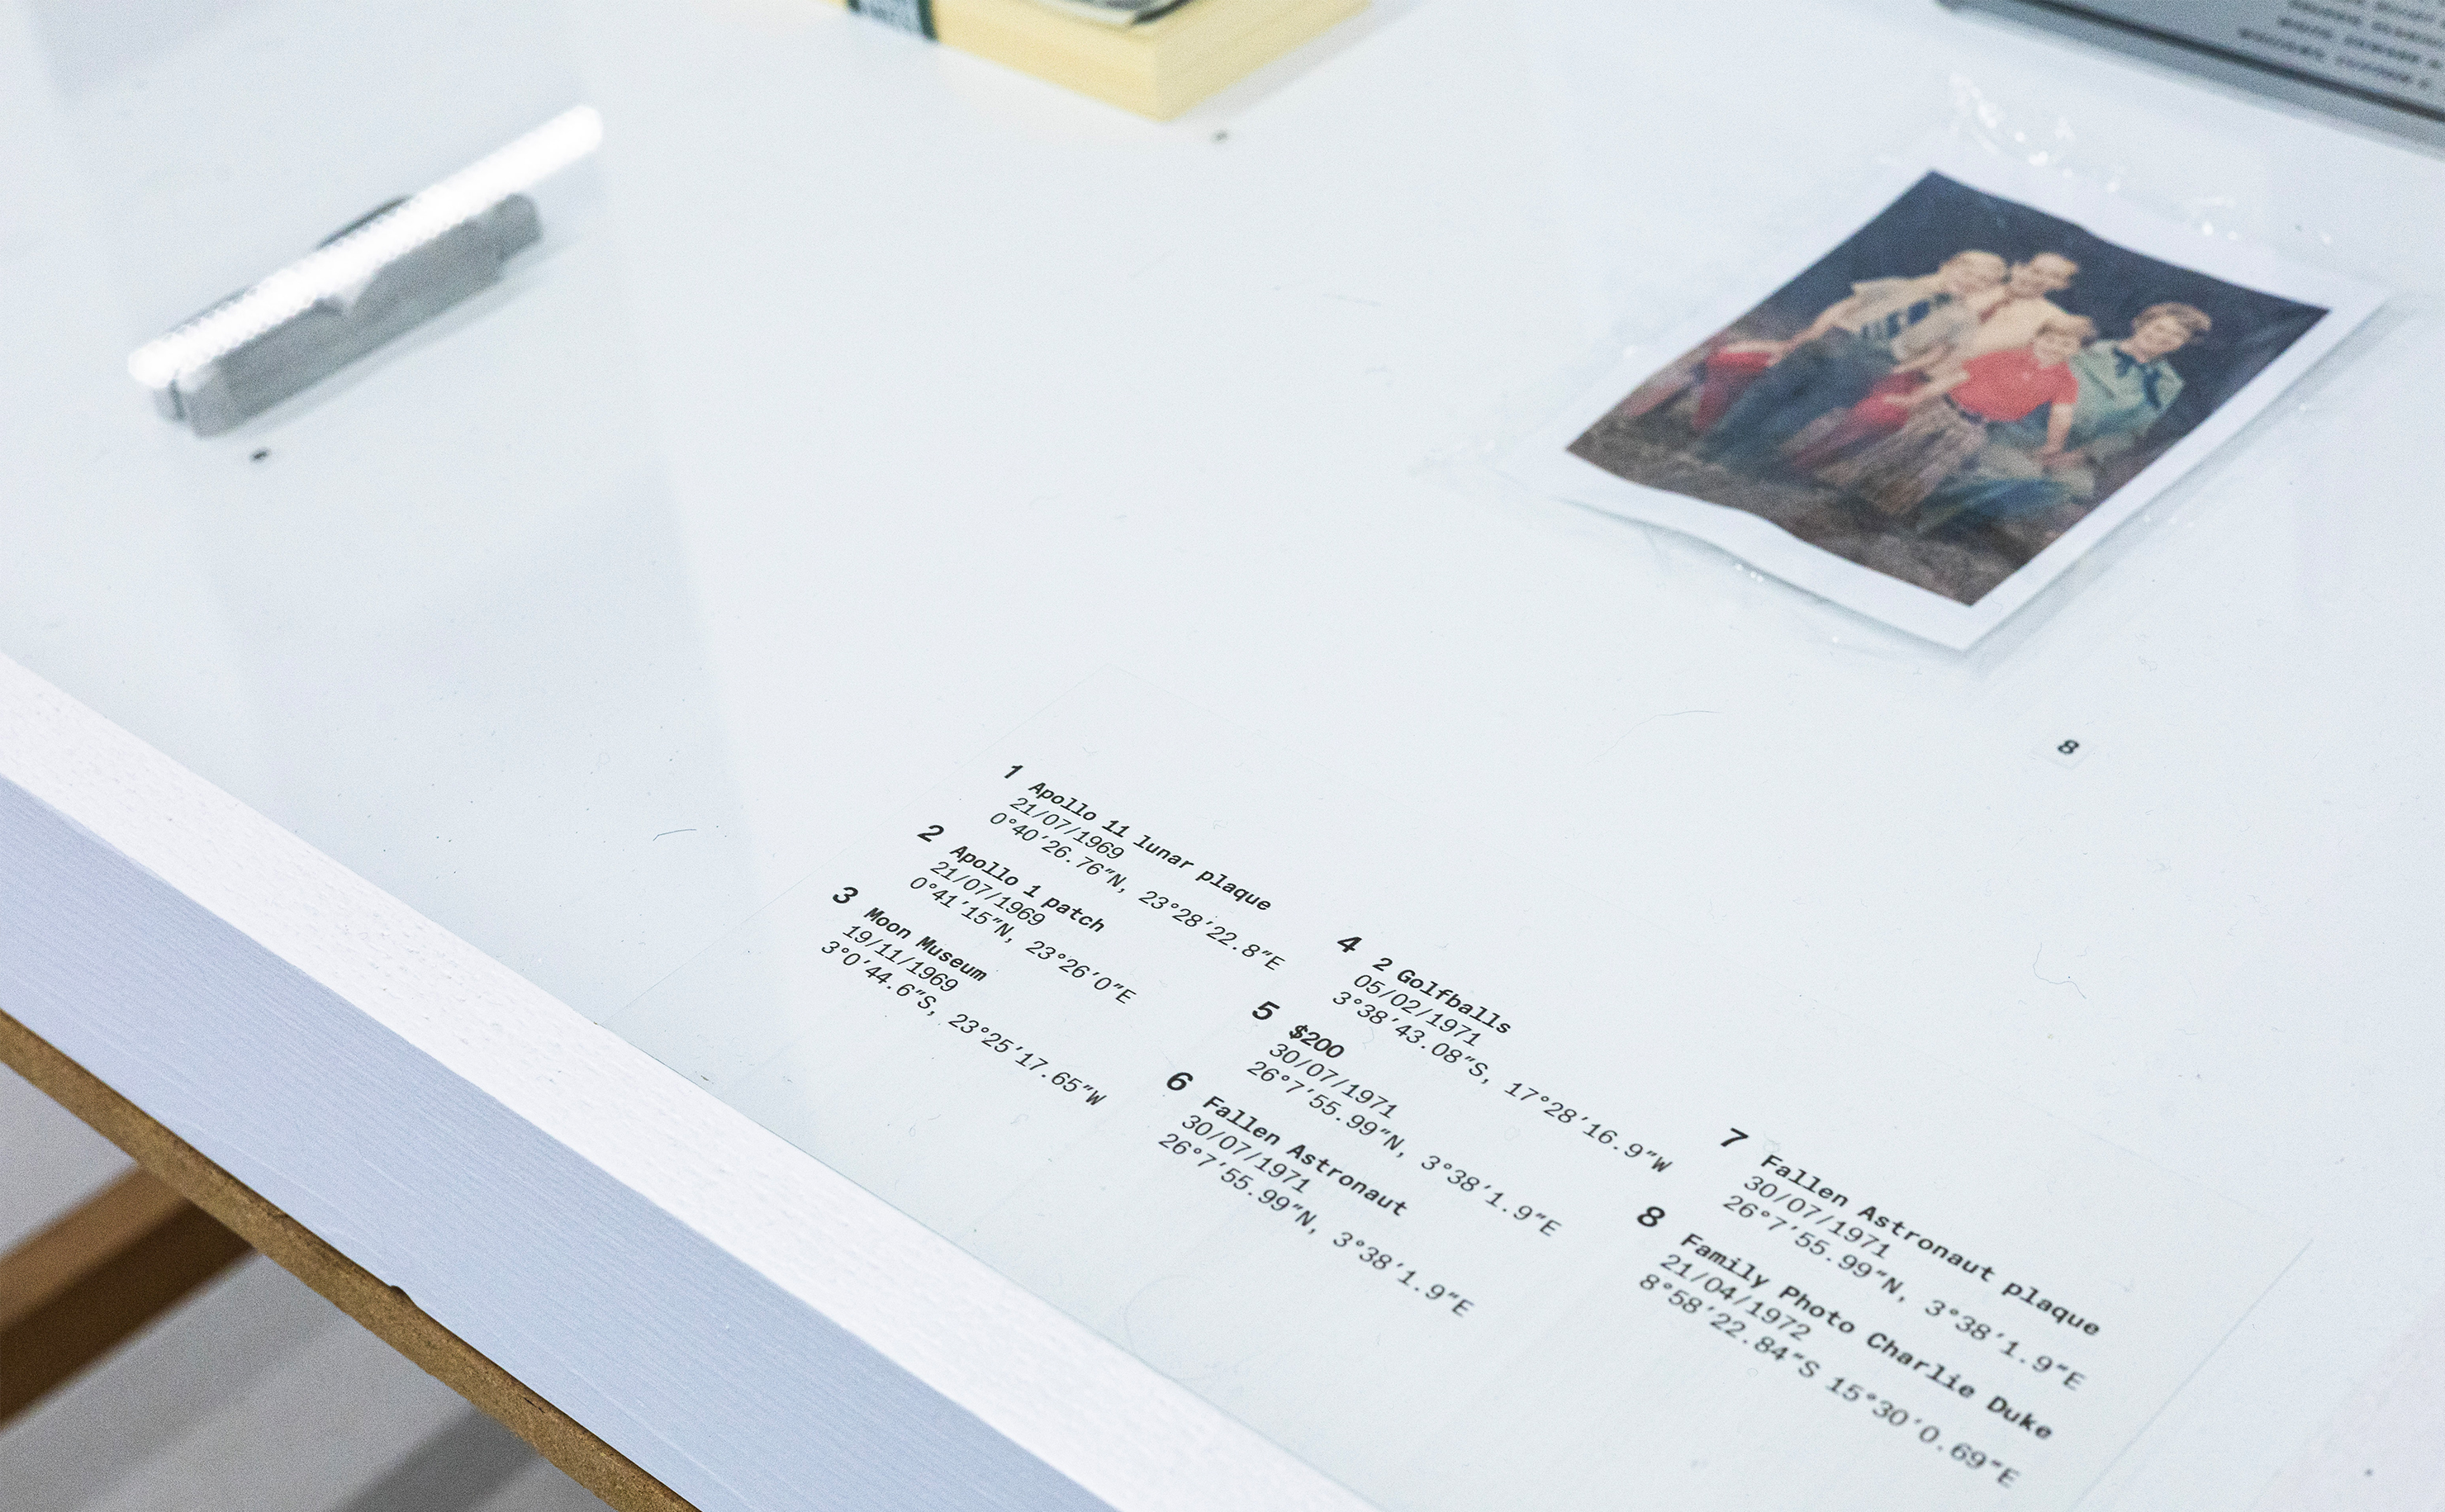 8
1 Apollo 11 lunar plaque
21/07/1969
0°40′26.76″N, 23°28′22.8″E
2 Apollo 1 patch
21/07/1969
0°41′15″N, 23°26′0″E
3 Moon Museum
19/11/1969
3°0′44.6″S, 23°25′17.65″W
4 2 Golfballs
05/02/1971
3°38′43.08″S, 17°28′16.9″W
5 $200
30/07/1971
26°7′55.99″N, 3°38′1.9″E
6 Fallen Astronaut
30/07/1971
26°7′55.99″N, 3°38′1.9″E
7 Fallen Astronaut plaque
30/07/1971
26°7′55.99″N, 3°38′1.9″E
8 Family Photo Charlie Duke
21/04/1972
8°58′22.84″S 15°30′0.69″E